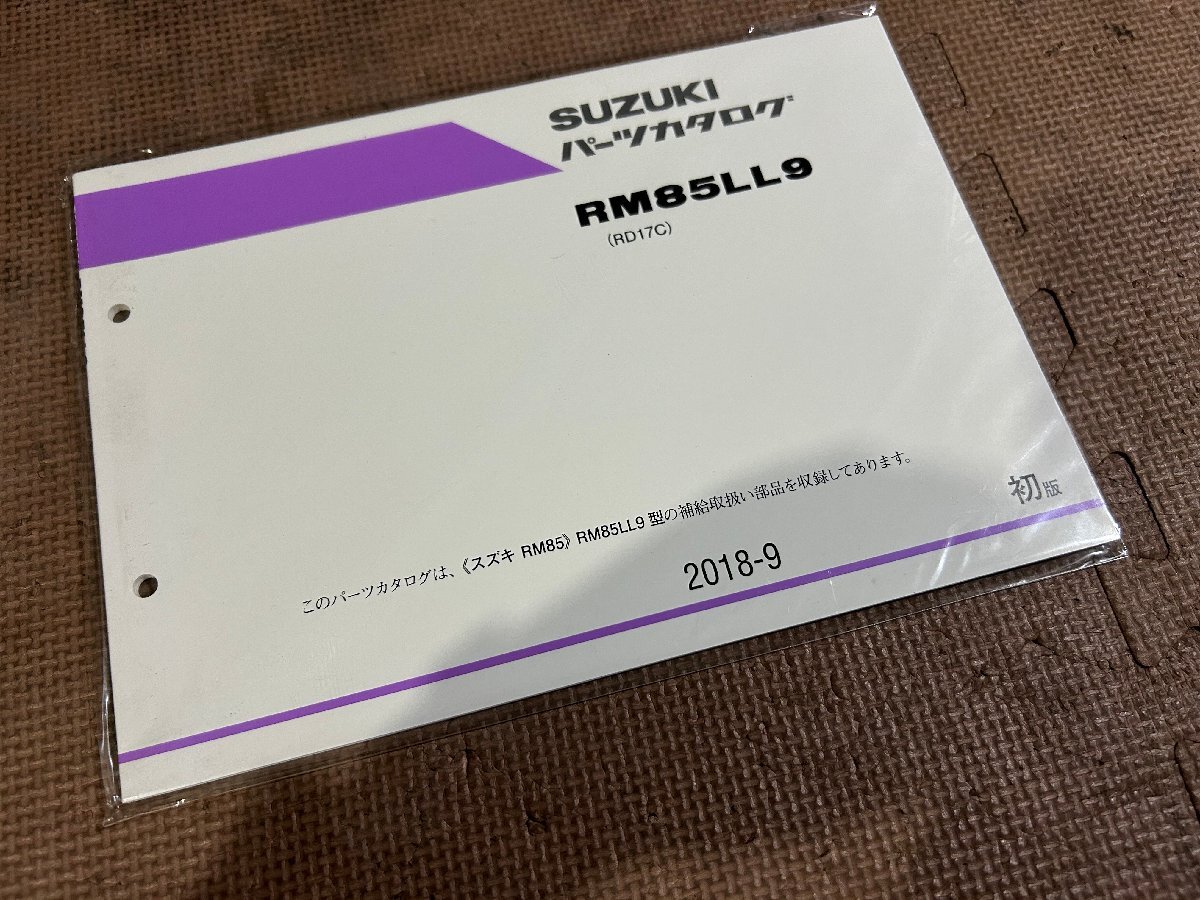 SUZUKI
パーツカタログ
RM85LL9
(RD17C)
このパーツカタログは、《スズキ RM85》RM85LL9 型の補給取扱い部品を収録してあります。
初版
2018-9